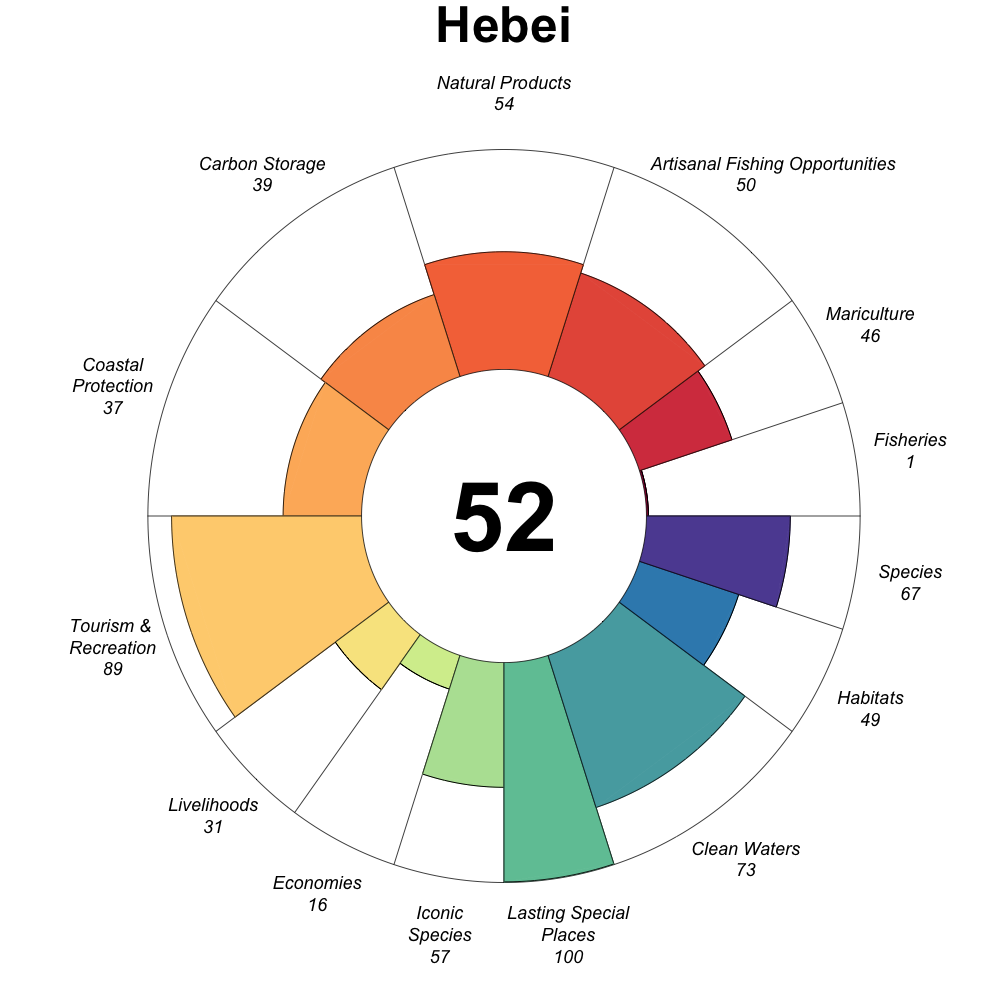 Hebei
Natural Products
54
Carbon Storage
39
Artisanal Fishing Opportunities
50
Mariculture
46
Coastal
Protection
37
Fisheries
1
52
Species
67
Tourism &
Recreation
89
Habitats
49
Livelihoods
31
Clean Waters
73
Economies
16
Iconic
Species
57
Lasting Special
Places
100